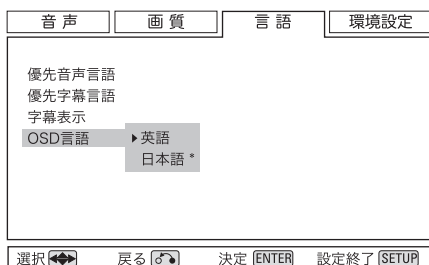 音声 画質 言語 環境設定
優先音声言語
優先字幕言語
字幕表示
OSD言語 ▶英語
日本語 *
選択 戻る 決定 ENTER 設定終了 SETUP